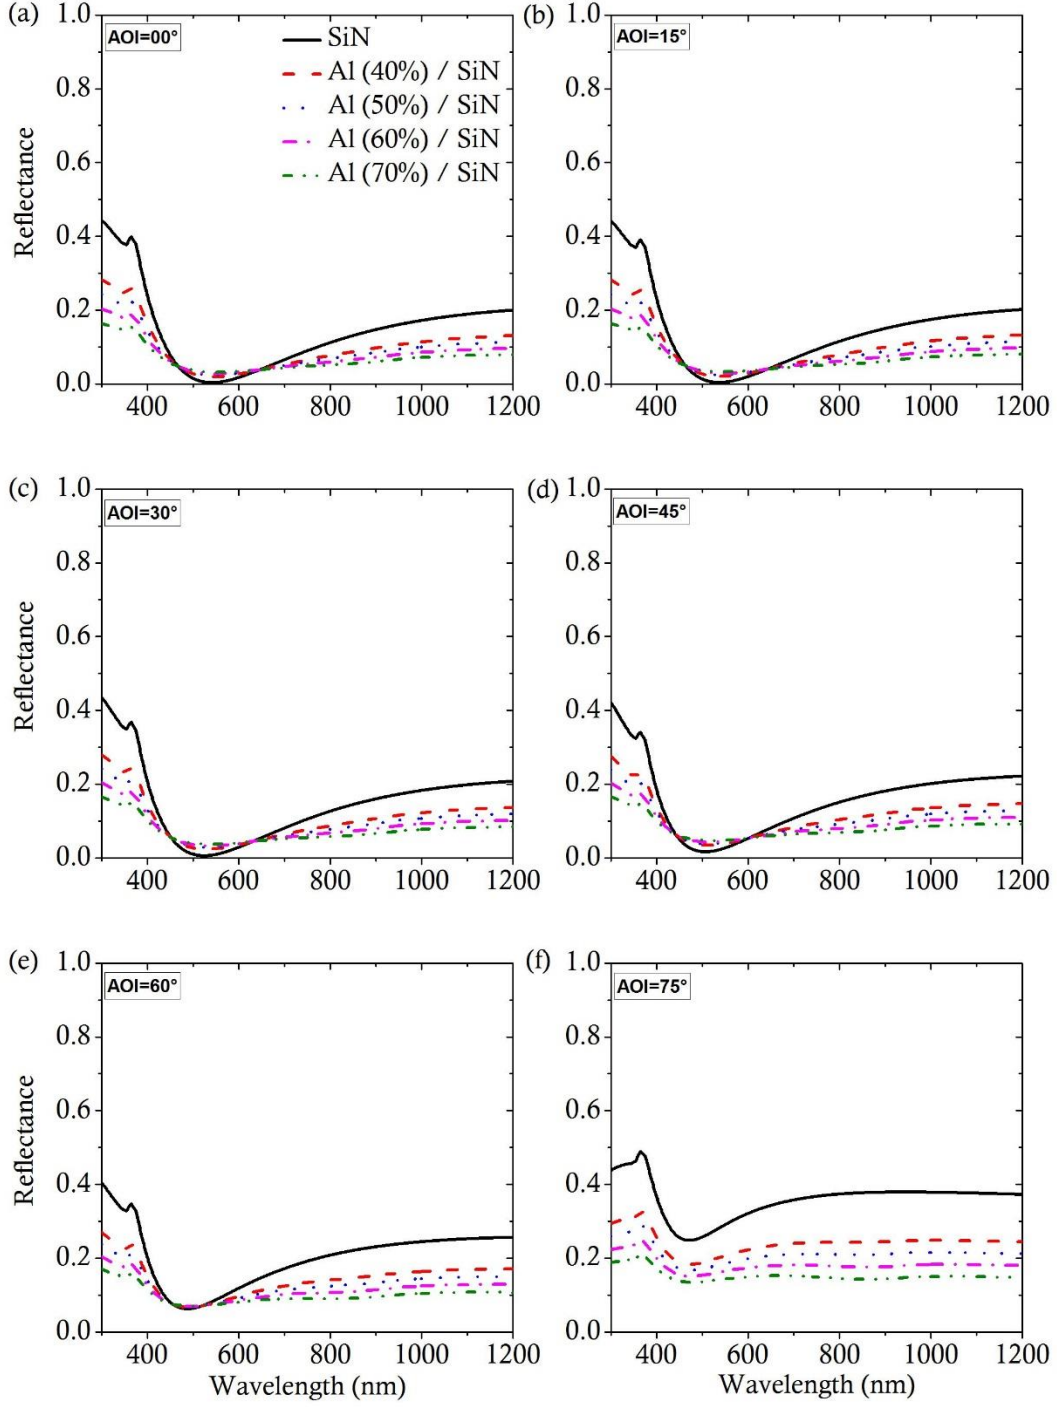 (a)
AOI=00°
SiN
Al (40%) / SiN
Al (50%) / SiN
Al (60%) / SiN
Al (70%) / SiN
Reflectance
1.0
0.8
0.6
0.4
0.2
0.0
400 600 800 1000 1200
(b)
AOI=15°
1.0
0.8
0.6
0.4
0.2
0.0
400 600 800 1000 1200
(c)
AOI=30°
Reflectance
1.0
0.8
0.6
0.4
0.2
0.0
400 600 800 1000 1200
(d)
AOI=45°
1.0
0.8
0.6
0.4
0.2
0.0
400 600 800 1000 1200
(e)
AOI=60°
Reflectance
1.0
0.8
0.6
0.4
0.2
0.0
400 600 800 1000 1200
Wavelength (nm)
(f)
AOI=75°
1.0
0.8
0.6
0.4
0.2
0.0
400 600 800 1000 1200
Wavelength (nm)